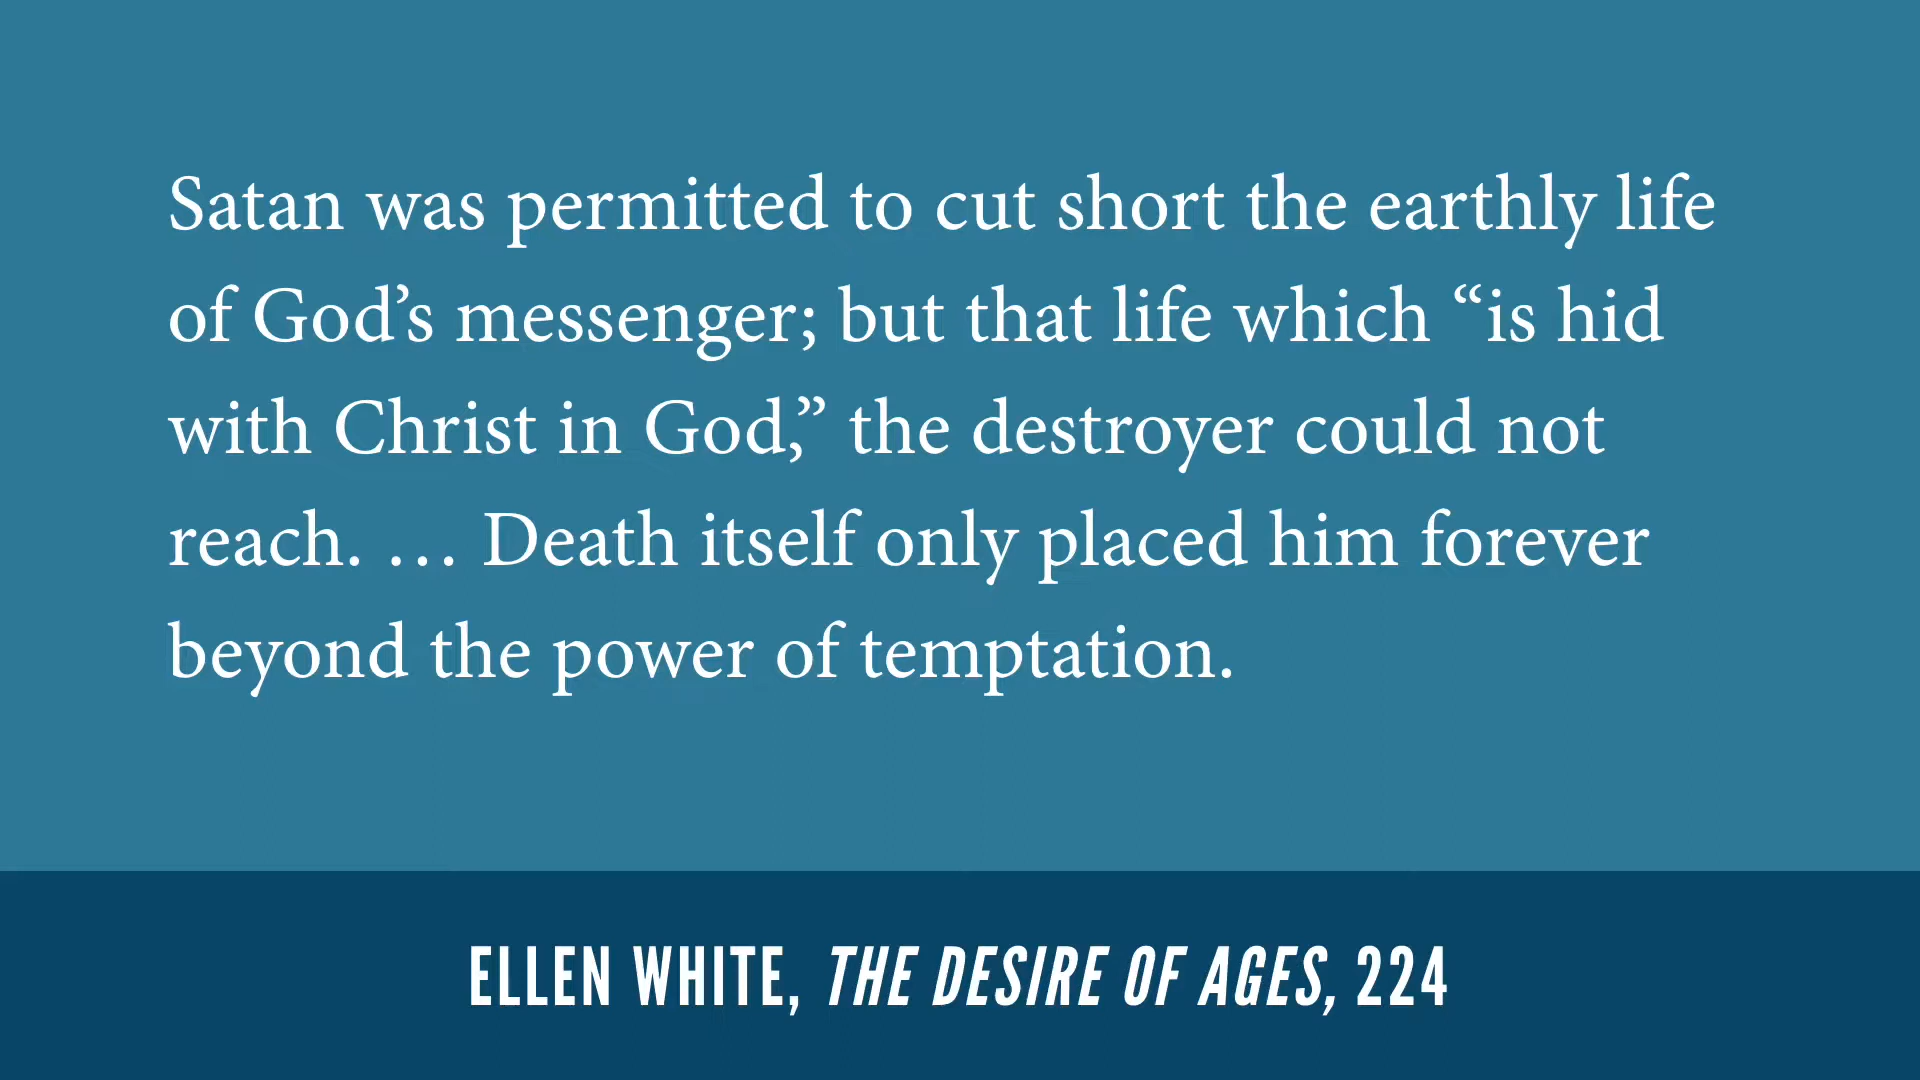 Satan was permitted to cut short the earthly life
of God’s messenger; but that life which “is hid
with Christ in God,” the destroyer could not
reach. … Death itself only placed him forever
beyond the power of temptation.
ELLEN WHITE, THE DESIRE OF AGES, 224